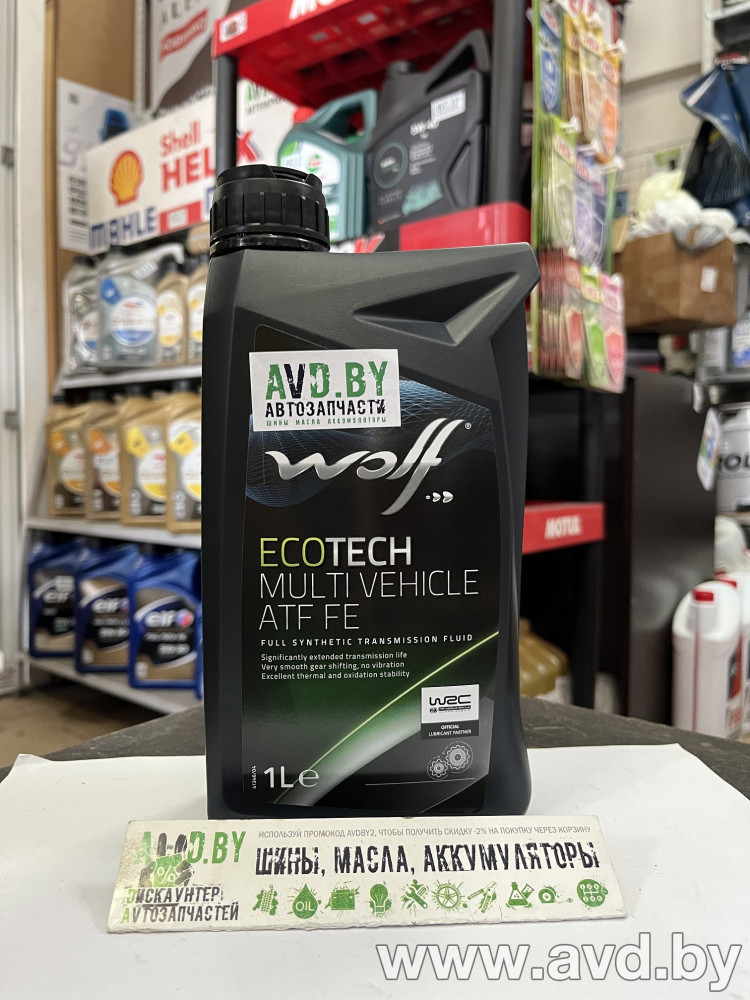 Shell
HELIX
MAHLE
AVD.BY
АВТОЗАПЧАСТИ
ШИНЫ МАСЛА АККУМУЛЯТОРЫ
wolf®
ECOTECH
MULTI VEHICLE
ATF FE
FULL SYNTHETIC TRANSMISSION FLUID
Significantly extended transmission life
Very smooth gear shifting, no vibration
Excellent thermal and oxidation stability
WRC
OFFICIAL
LUBRICANT PARTNER
1L℮
MOTUL
elf
elf
AVD.BY
ИСПОЛЬЗУЙ ПРОМОКОД AVDBY2, ЧТОБЫ ПОЛУЧИТЬ СКИДКУ -2% НА ПОКУПКУ ЧЕРЕЗ КОРЗИНУ
ШИНЫ, МАСЛА, АККУМУЛЯТОРЫ
ДИСКАУНТЕР
АВТОЗАПЧАСТЕЙ
OIL
www.avd.by